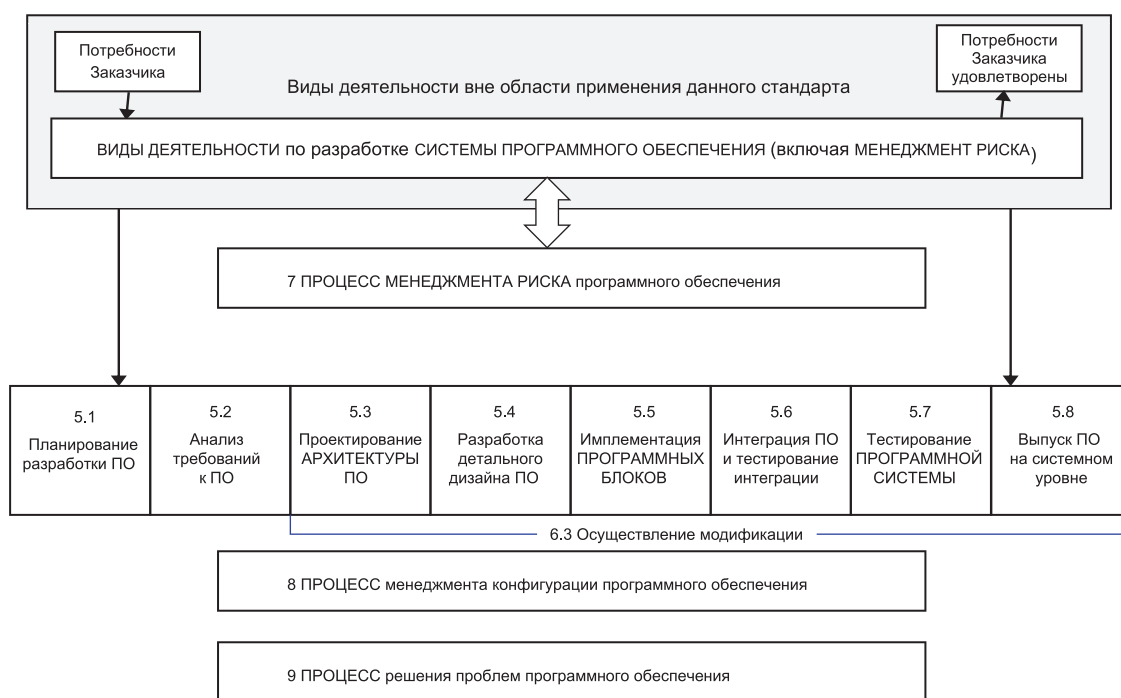 Потребности
Заказчика
Потребности
Заказчика
удовлетворены
Виды деятельности вне области применения данного стандарта
ВИДЫ ДЕЯТЕЛЬНОСТИ по разработке СИСТЕМЫ ПРОГРАММНОГО ОБЕСПЕЧЕНИЯ (включая МЕНЕДЖМЕНТ РИСКА)
7 ПРОЦЕСС МЕНЕДЖМЕНТА РИСКА программного обеспечения
5.1
Планирование
разработки ПО
5.2
Анализ
требований
к ПО
5.3
Проектирование
АРХИТЕКТУРЫ
ПО
5.4
Разработка
детального
дизайна ПО
5.5
Имплементация
ПРОГРАММНЫХ
БЛОКОВ
5.6
Интеграция ПО
и тестирование
интеграции
5.7
Тестирование
ПРОГРАММНОЙ
СИСТЕМЫ
5.8
Выпуск ПО
на системном
уровне
6.3 Осуществление модификации
8 ПРОЦЕСС менеджмента конфигурации программного обеспечения
9 ПРОЦЕСС решения проблем программного обеспечения